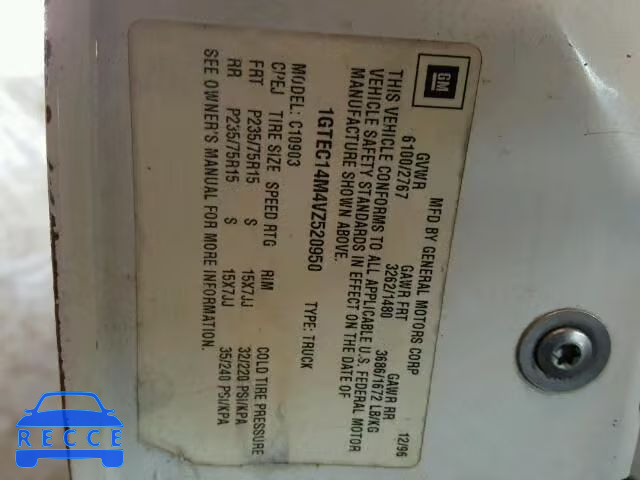 GM
MFD BY GENERAL MOTORS CORP
12/96
GVWR GAWR FRT GAWR RR
6100/2767 3262/1480 3686/1672 LB/KG
THIS VEHICLE CONFORMS TO ALL APPLICABLE U.S. FEDERAL MOTOR
VEHICLE SAFETY STANDARDS IN EFFECT ON THE DATE OF
MANUFACTURE SHOWN ABOVE.
1GTEC14M4VZ520950 TYPE: TRUCK
MODEL: C10903
TIRE SIZE SPEED RTG RIM COLD TIRE PRESSURE
FRT P235/75R15 S 15X7JJ 32/220 PSI/KPA
RR P235/75R15 S 15X7JJ 35/240 PSI/KPA
SEE OWNER'S MANUAL FOR MORE INFORMATION.
RECCE